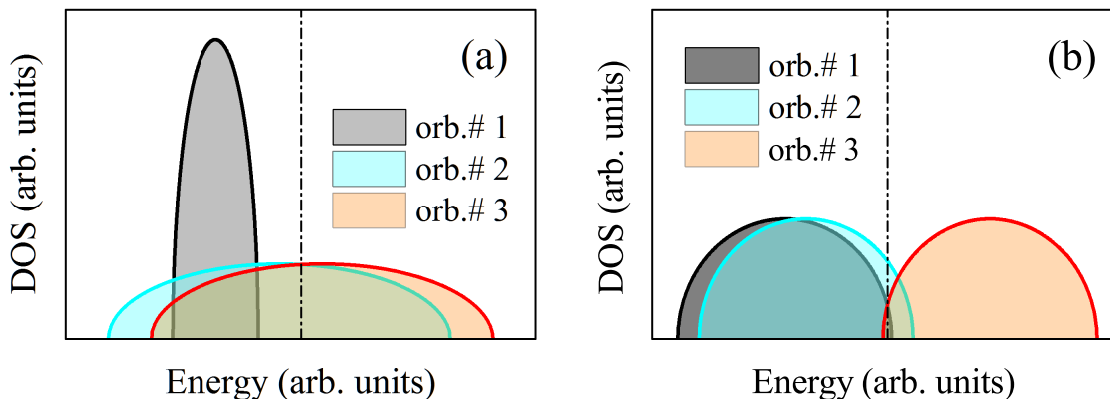 (a)
orb.# 1
orb.# 2
orb.# 3
DOS (arb. units)
Energy (arb. units)
(b)
orb.# 1
orb.# 2
orb.# 3
DOS (arb. units)
Energy (arb. units)